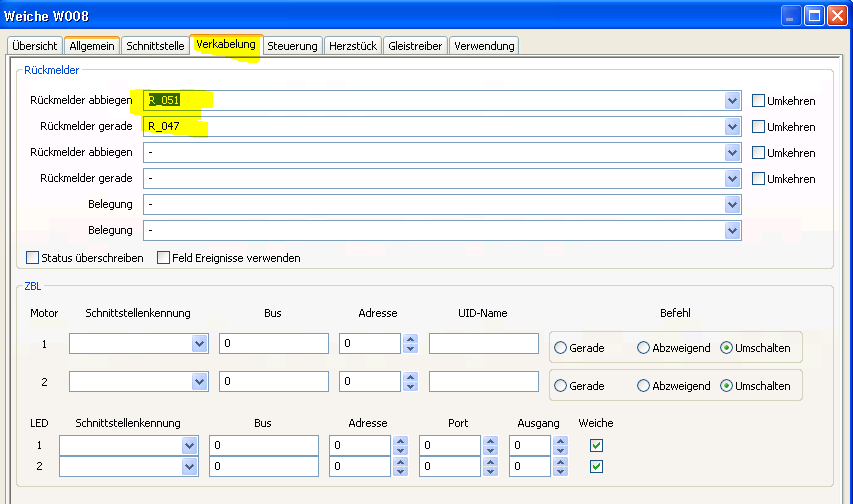 Weiche W008
Übersicht Allgemein Schnittstelle Verkabelung Steuerung Herzstück Gleistreiber Verwendung
Rückmelder
Rückmelder abbiegen R_051 Umkehren
Rückmelder gerade R_047 Umkehren
Rückmelder abbiegen - Umkehren
Rückmelder gerade - Umkehren
Belegung -
Belegung -
Status überschreiben Feld Ereignisse verwenden
ZBL
Motor Schnittstellenkennung Bus Adresse UID-Name Befehl
1 0 0 Gerade Abzweigend Umschalten
2 0 0 Gerade Abzweigend Umschalten
LED Schnittstellenkennung Bus Adresse Port Ausgang Weiche
1 0 0 0 0
2 0 0 0 0